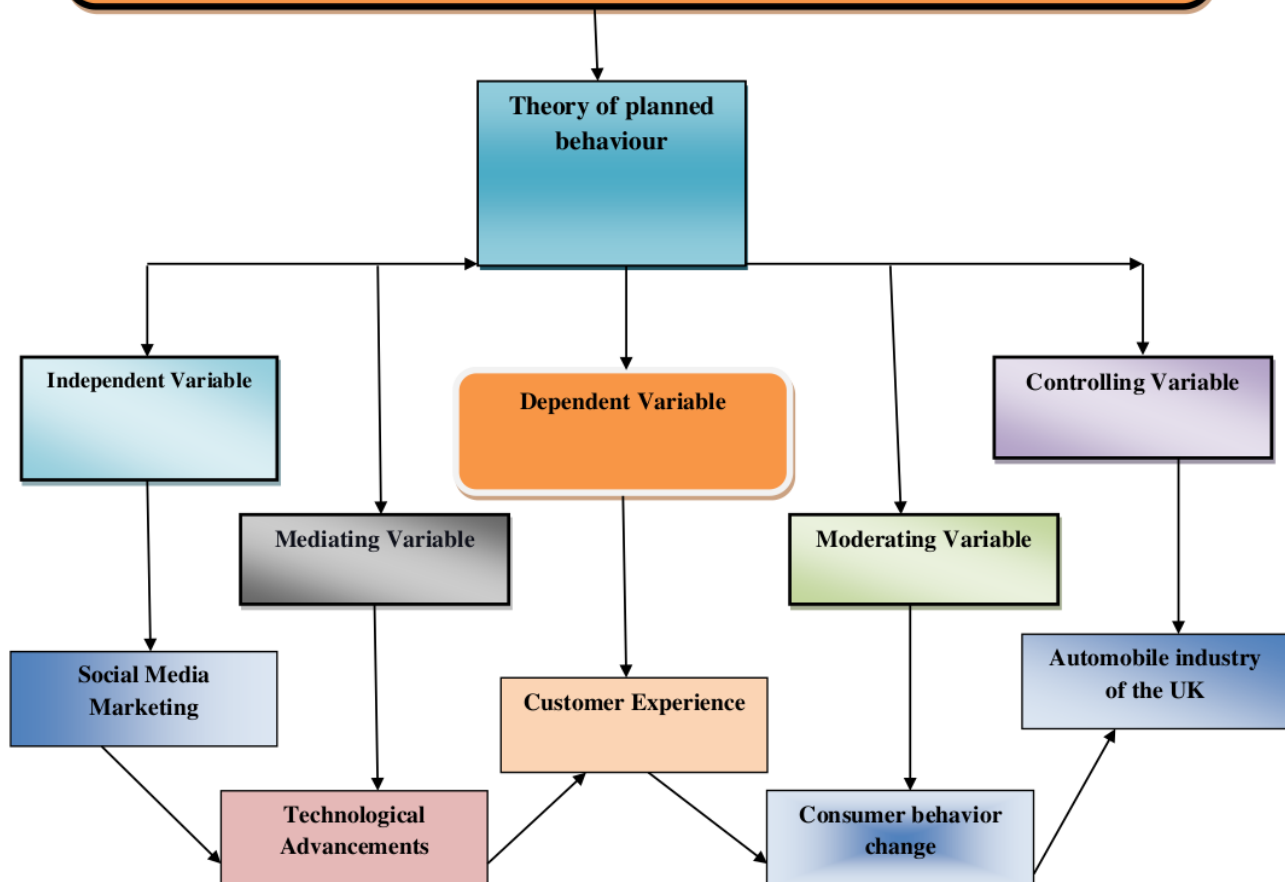 Theory of planned
behaviour
Independent Variable
Dependent Variable
Controlling Variable
Mediating Variable
Moderating Variable
Social Media
Marketing
Customer Experience
Automobile industry
of the UK
Technological
Advancements
Consumer behavior
change